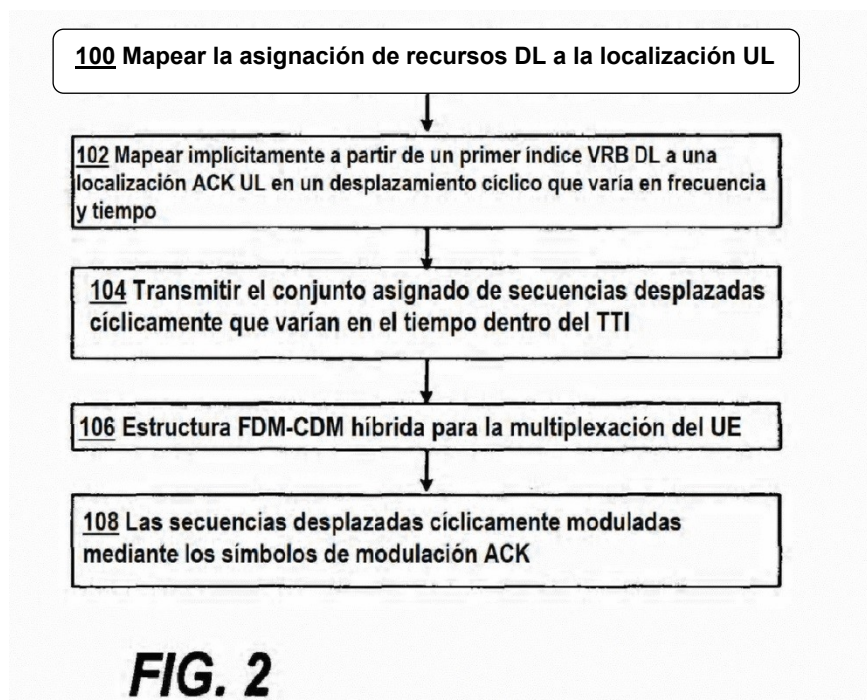 100 Mapear la asignación de recursos DL a la localización UL
102 Mapear implícitamente a partir de un primer índice VRB DL a una
localización ACK UL en un desplazamiento cíclico que varía en frecuencia
y tiempo
104 Transmitir el conjunto asignado de secuencias desplazadas
cíclicamente que varían en el tiempo dentro del TTI
106 Estructura FDM-CDM híbrida para la multiplexación del UE
108 Las secuencias desplazadas cíclicamente moduladas
mediante los símbolos de modulación ACK
FIG. 2